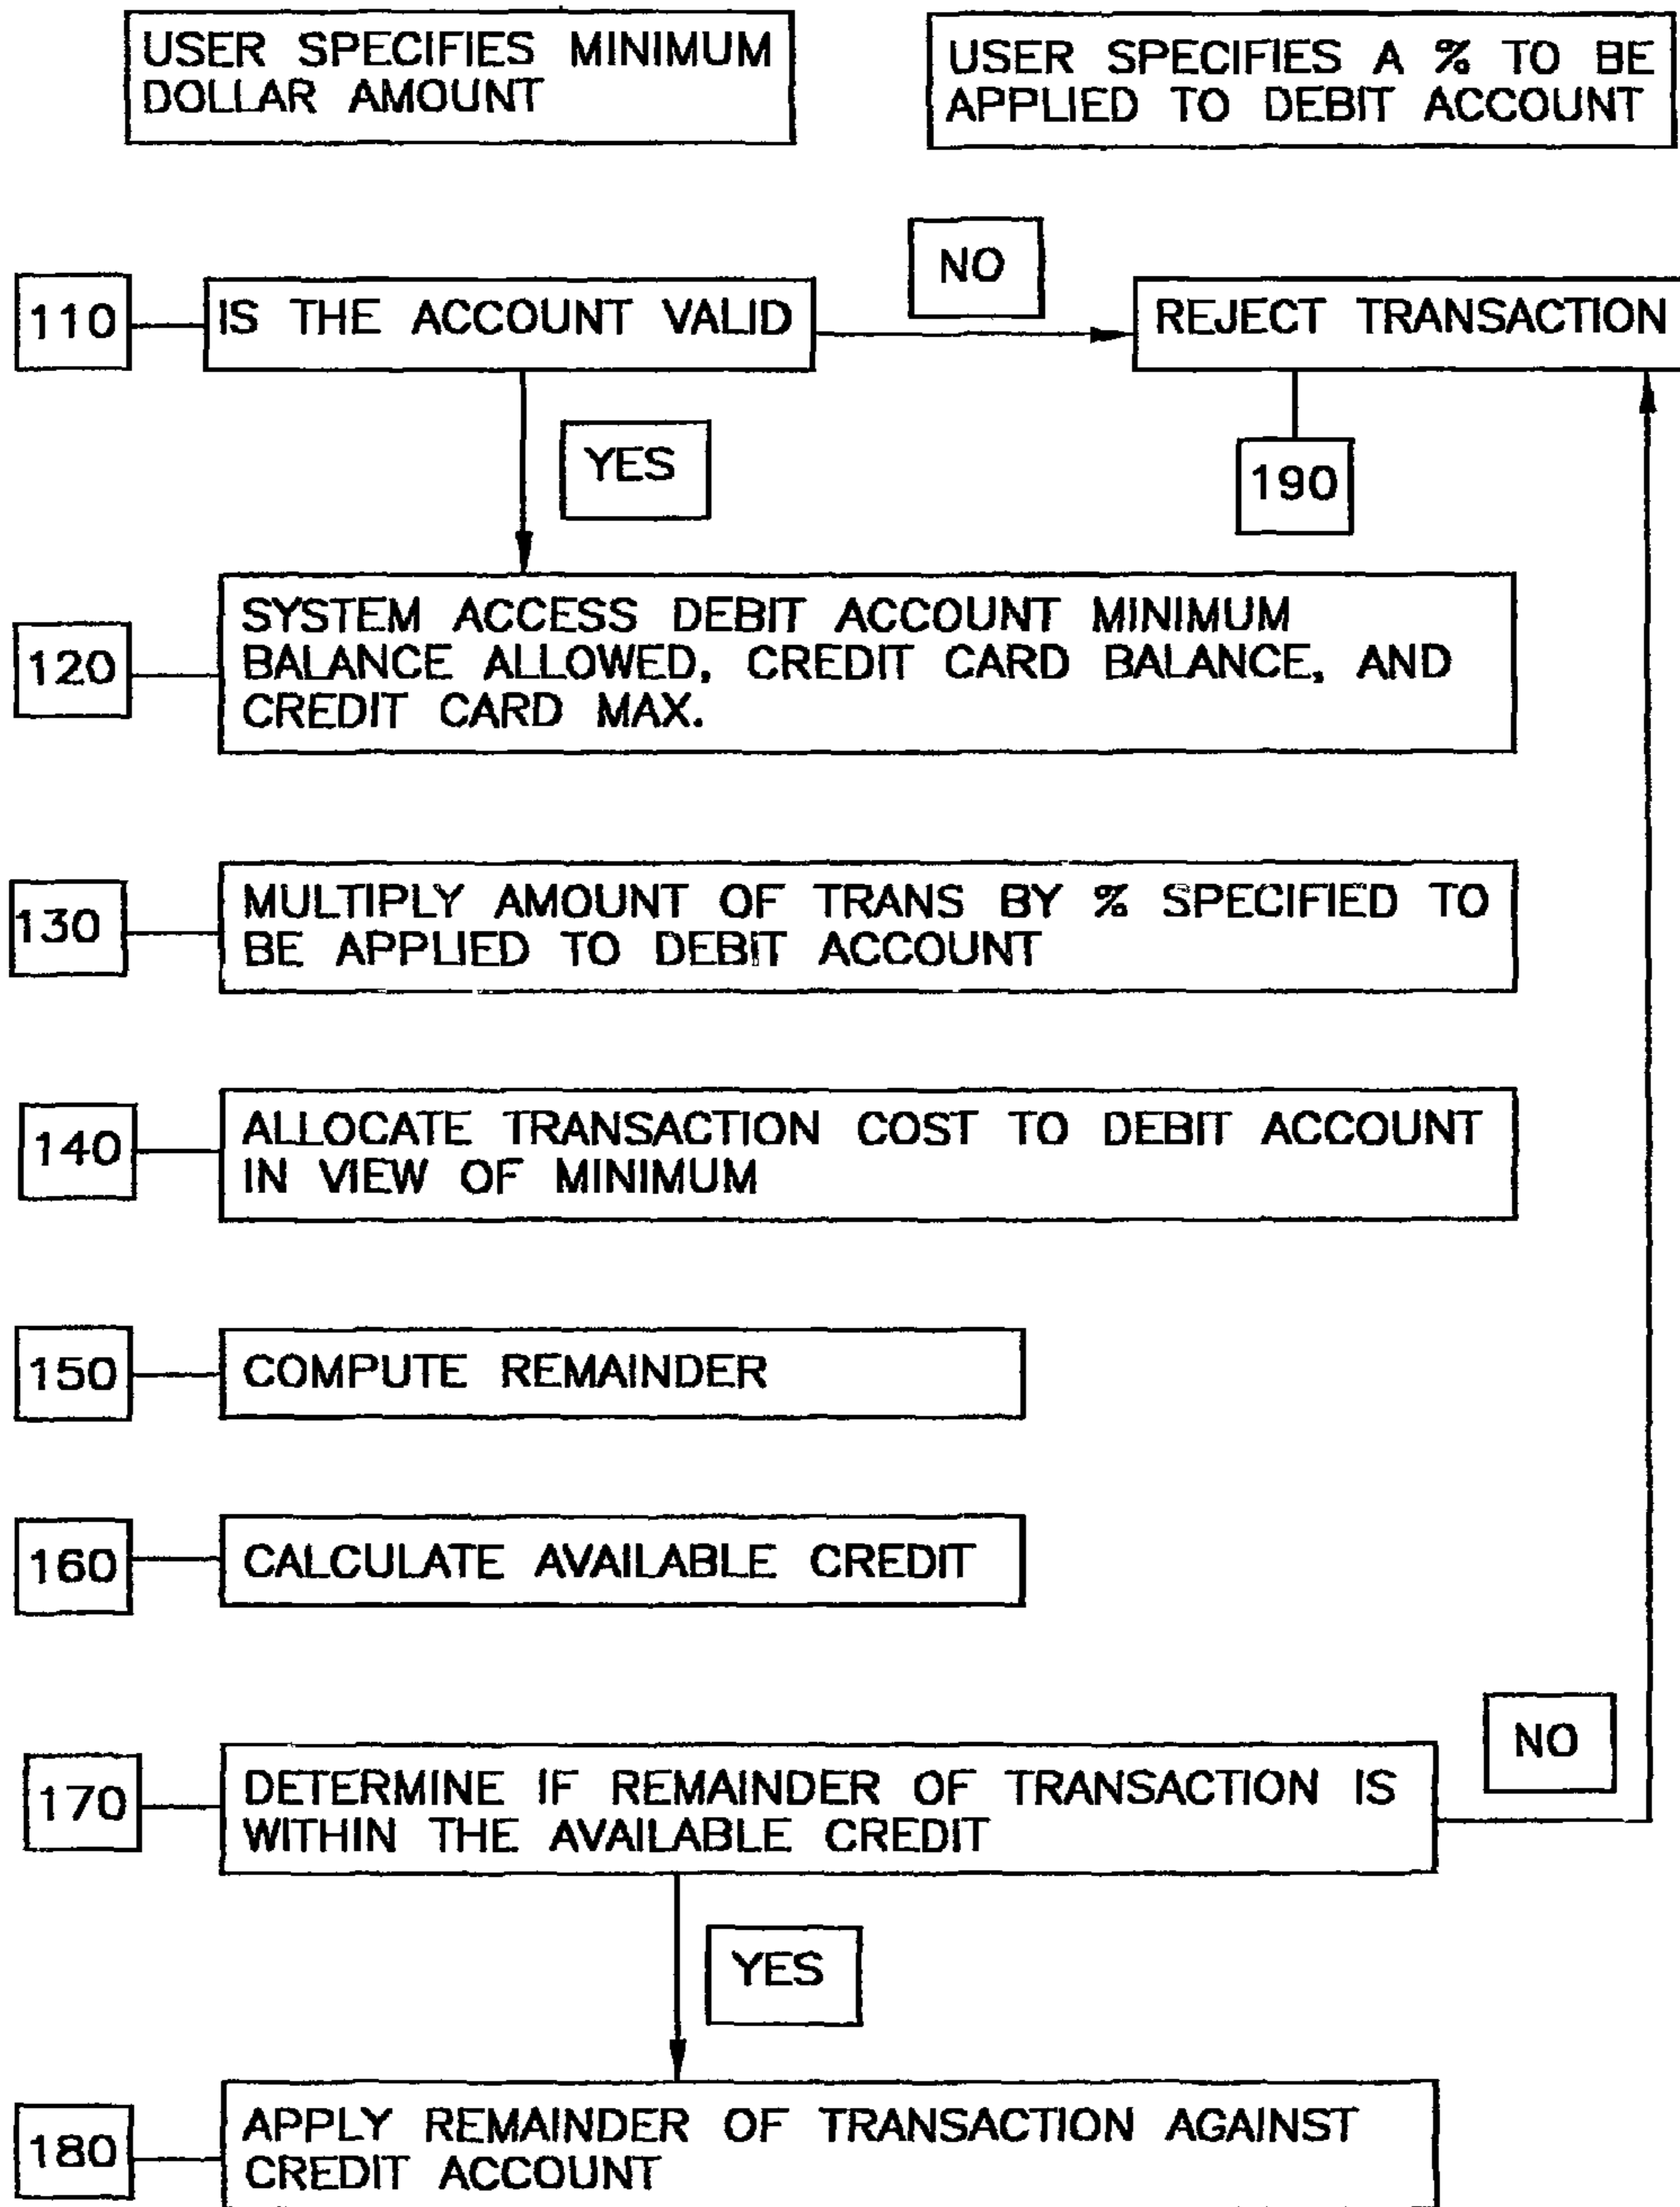 USER SPECIFIES MINIMUM
DOLLAR AMOUNT
USER SPECIFIES A % TO BE
APPLIED TO DEBIT ACCOUNT
NO
110
IS THE ACCOUNT VALID
REJECT TRANSACTION
YES
190
120
SYSTEM ACCESS DEBIT ACCOUNT MINIMUM
BALANCE ALLOWED, CREDIT CARD BALANCE, AND
CREDIT CARD MAX.
130
MULTIPLY AMOUNT OF TRANS BY % SPECIFIED TO
BE APPLIED TO DEBIT ACCOUNT
140
ALLOCATE TRANSACTION COST TO DEBIT ACCOUNT
IN VIEW OF MINIMUM
150
COMPUTE REMAINDER
160
CALCULATE AVAILABLE CREDIT
NO
170
DETERMINE IF REMAINDER OF TRANSACTION IS
WITHIN THE AVAILABLE CREDIT
YES
180
APPLY REMAINDER OF TRANSACTION AGAINST
CREDIT ACCOUNT